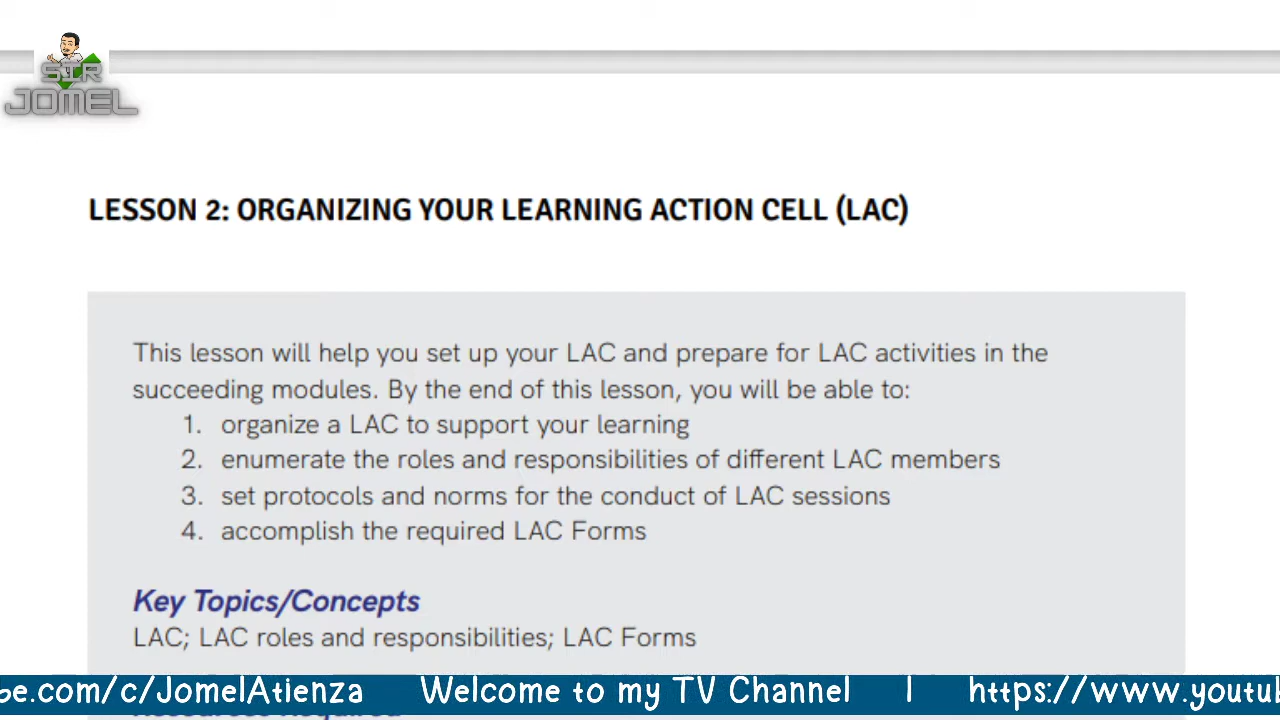 SIR
JOMEL
LESSON 2: ORGANIZING YOUR LEARNING ACTION CELL (LAC)
This lesson will help you set up your LAC and prepare for LAC activities in the
succeeding modules. By the end of this lesson, you will be able to:
1. organize a LAC to support your learning
2. enumerate the roles and responsibilities of different LAC members
3. set protocols and norms for the conduct of LAC sessions
4. accomplish the required LAC Forms
Key Topics/Concepts
LAC; LAC roles and responsibilities; LAC Forms
be.com/c/JomelAtienza Welcome to my TV Channel | https://www.youtu